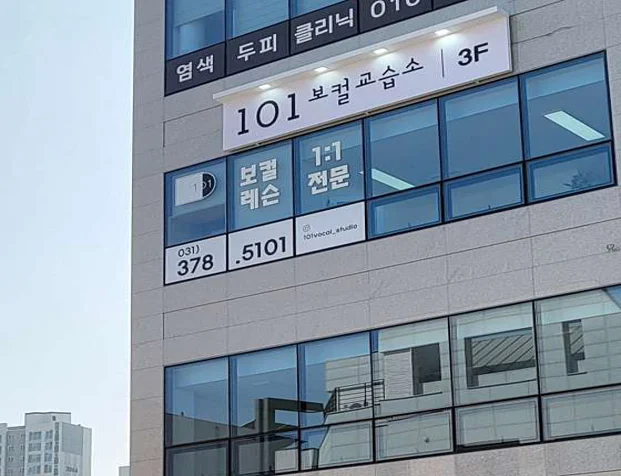 염색 두피 클리닉 010
101 보컬교습소 | 3F
101
보컬 레슨
1:1 전문
031)
378.5101
101vocal_studio